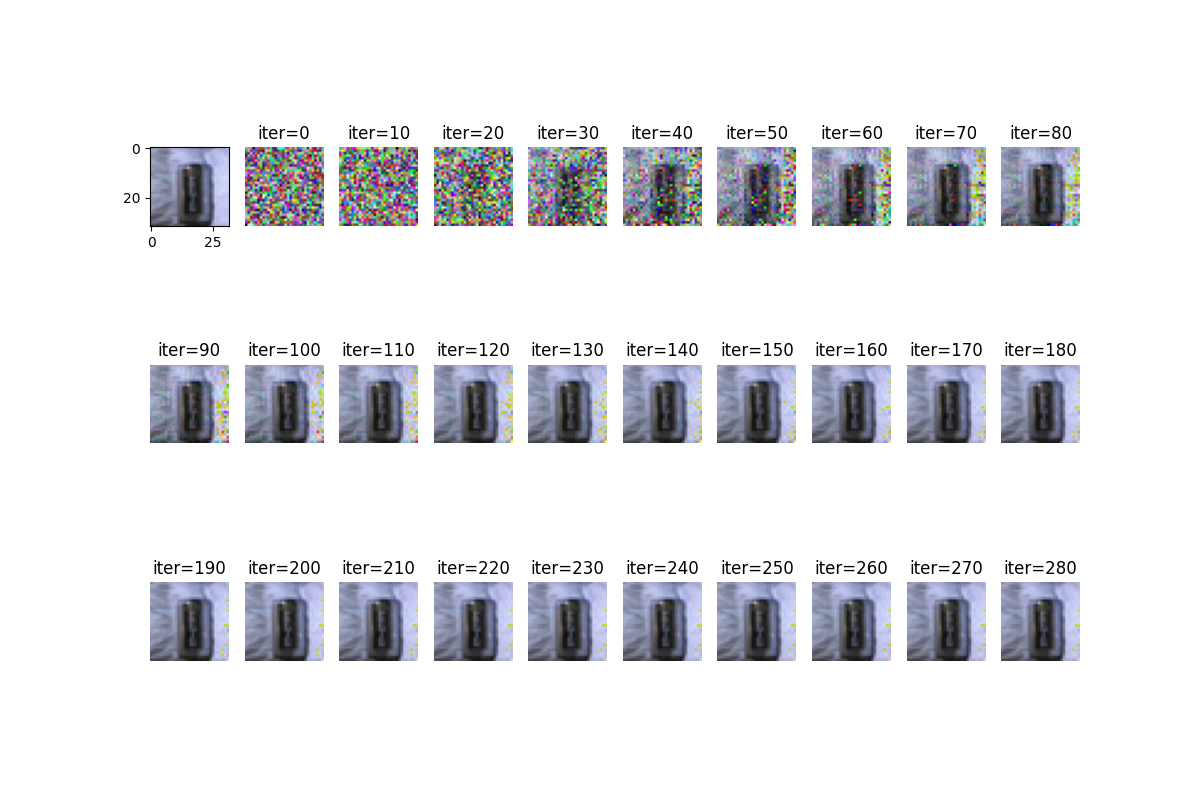 iter=0 iter=10 iter=20 iter=30 iter=40 iter=50 iter=60 iter=70 iter=80
0
20
0 25
iter=90 iter=100 iter=110 iter=120 iter=130 iter=140 iter=150 iter=160 iter=170 iter=180
iter=190 iter=200 iter=210 iter=220 iter=230 iter=240 iter=250 iter=260 iter=270 iter=280